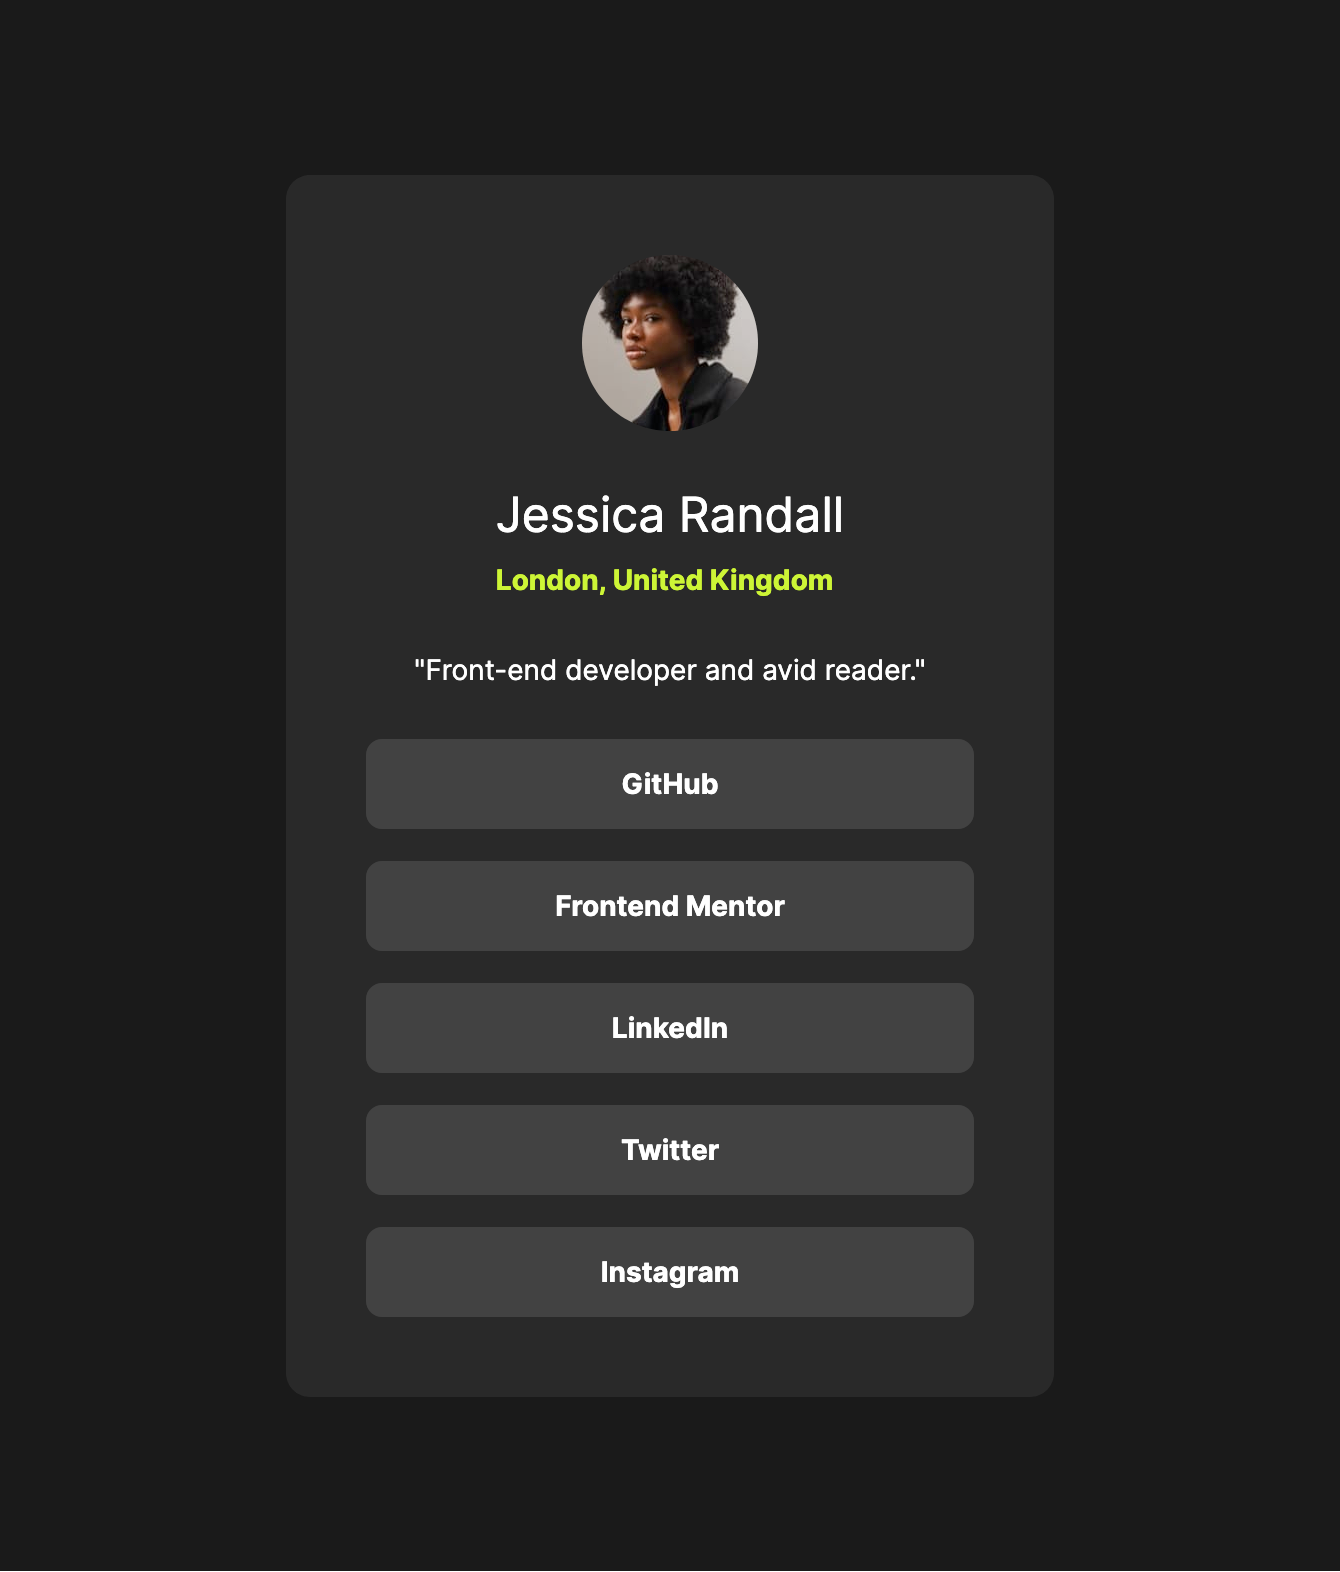 Jessica Randall
London, United Kingdom
"Front-end developer and avid reader."
GitHub
Frontend Mentor
LinkedIn
Twitter
Instagram